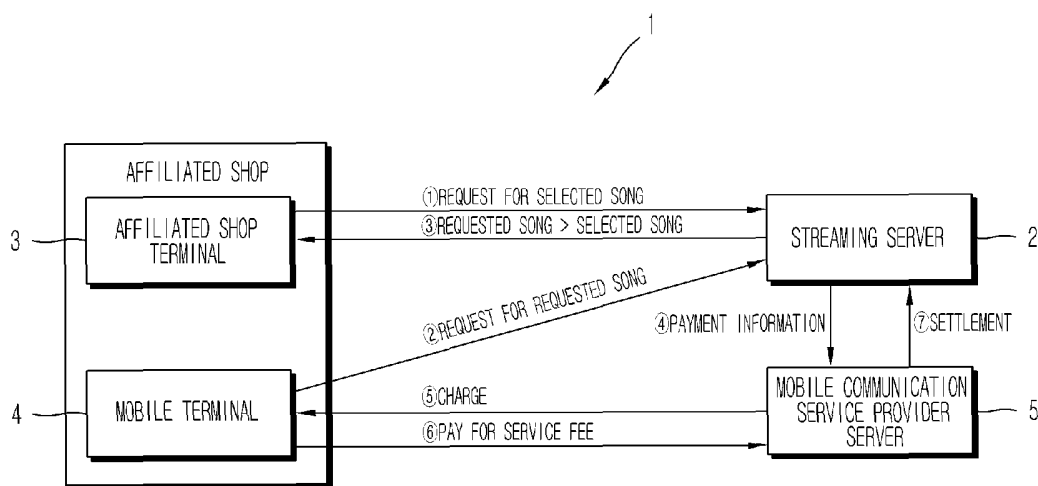 1
AFFILIATED SHOP
AFFILIATED SHOP
TERMINAL
3
①REQUEST FOR SELECTED SONG
③REQUESTED SONG > SELECTED SONG
STREAMING SERVER
2
②REQUEST FOR REQUESTED SONG
④PAYMENT INFORMATION
⑦SETTLEMENT
MOBILE TERMINAL
4
⑤CHARGE
⑥PAY FOR SERVICE FEE
MOBILE COMMUNICATION
SERVICE PROVIDER
SERVER
5